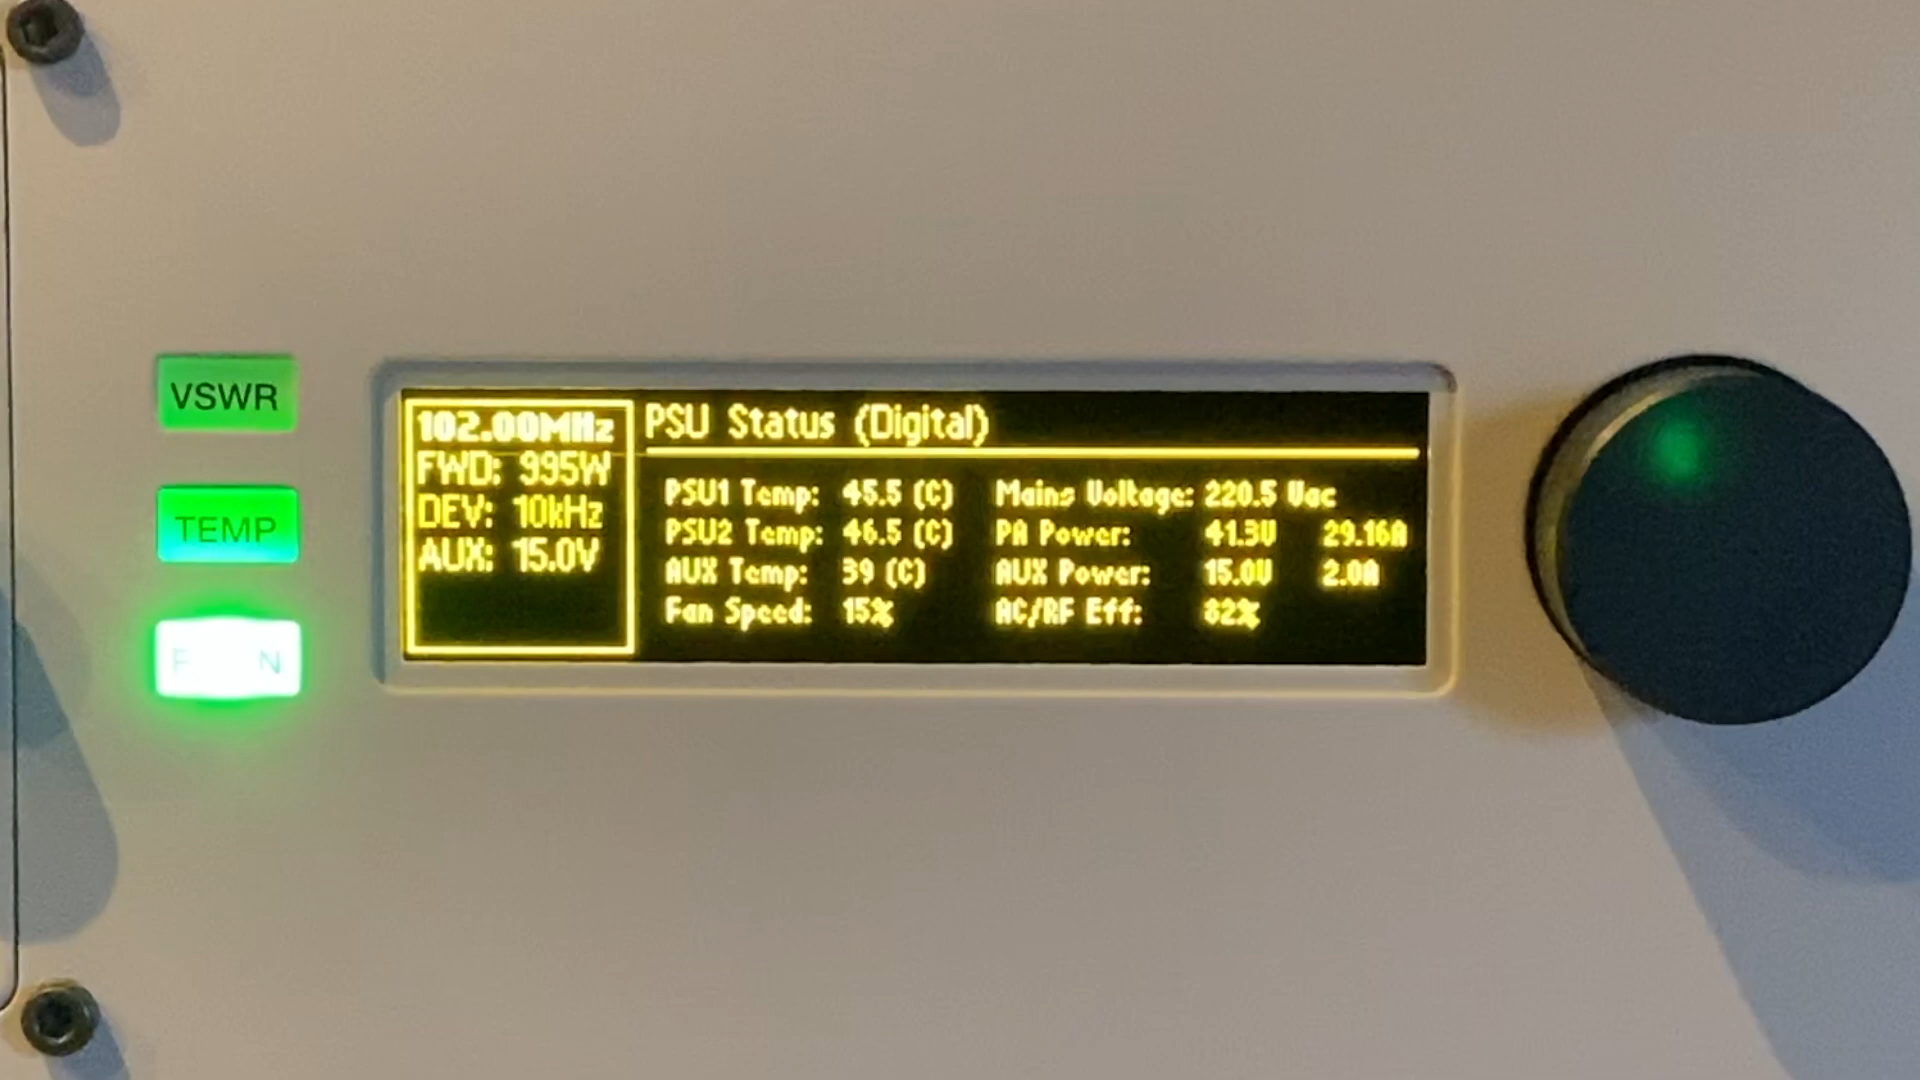 VSWR
TEMP
102.00MHz
FWD: 995W
DEV: 10kHz
AUX: 15.0V
PSU Status (Digital)
PSU1 Temp: 45.5 (C) Mains Voltage: 220.5 Vac
PSU2 Temp: 46.5 (C) PA Power: 41.3V 29.16A
AUX Temp: 39 (C) AUX Power: 15.0V 2.0A
Fan Speed: 15% AC/RF Eff: 82%